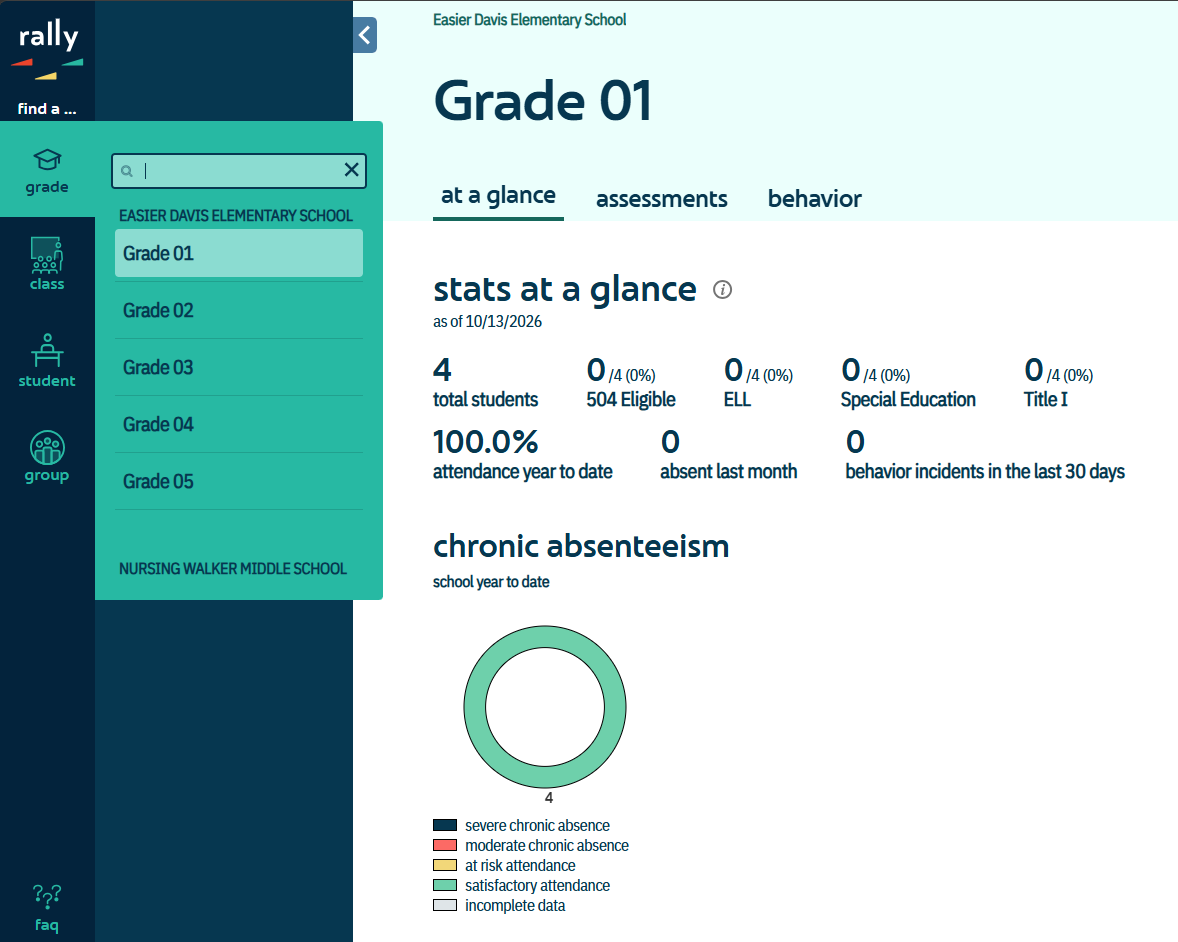 rally
find a ...
grade
class
student
group
faq
EASIER DAVIS ELEMENTARY SCHOOL
Grade 01
Grade 02
Grade 03
Grade 04
Grade 05
NURSING WALKER MIDDLE SCHOOL
Easier Davis Elementary School
Grade 01
at a glance assessments behavior
stats at a glance
as of 10/13/2026
4 0 /4 (0%) 0 /4 (0%) 0 /4 (0%) 0 /4 (0%)
total students 504 Eligible ELL Special Education Title I
100.0% 0 0
attendance year to date absent last month behavior incidents in the last 30 days
chronic absenteeism
school year to date
4
severe chronic absence
moderate chronic absence
at risk attendance
satisfactory attendance
incomplete data